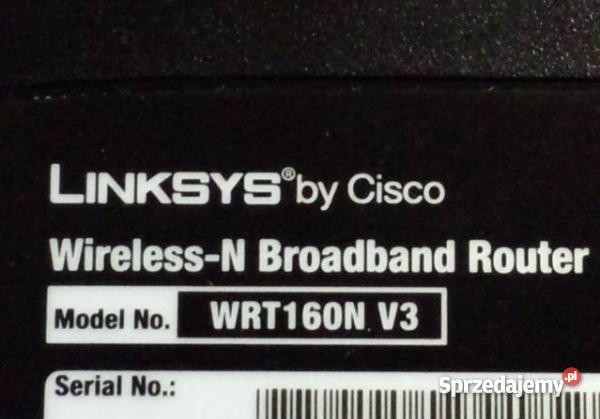 LINKSYS® by Cisco
Wireless-N Broadband Router
Model No. WRT160N V3
Serial No.:
Sprzedajemy.pl